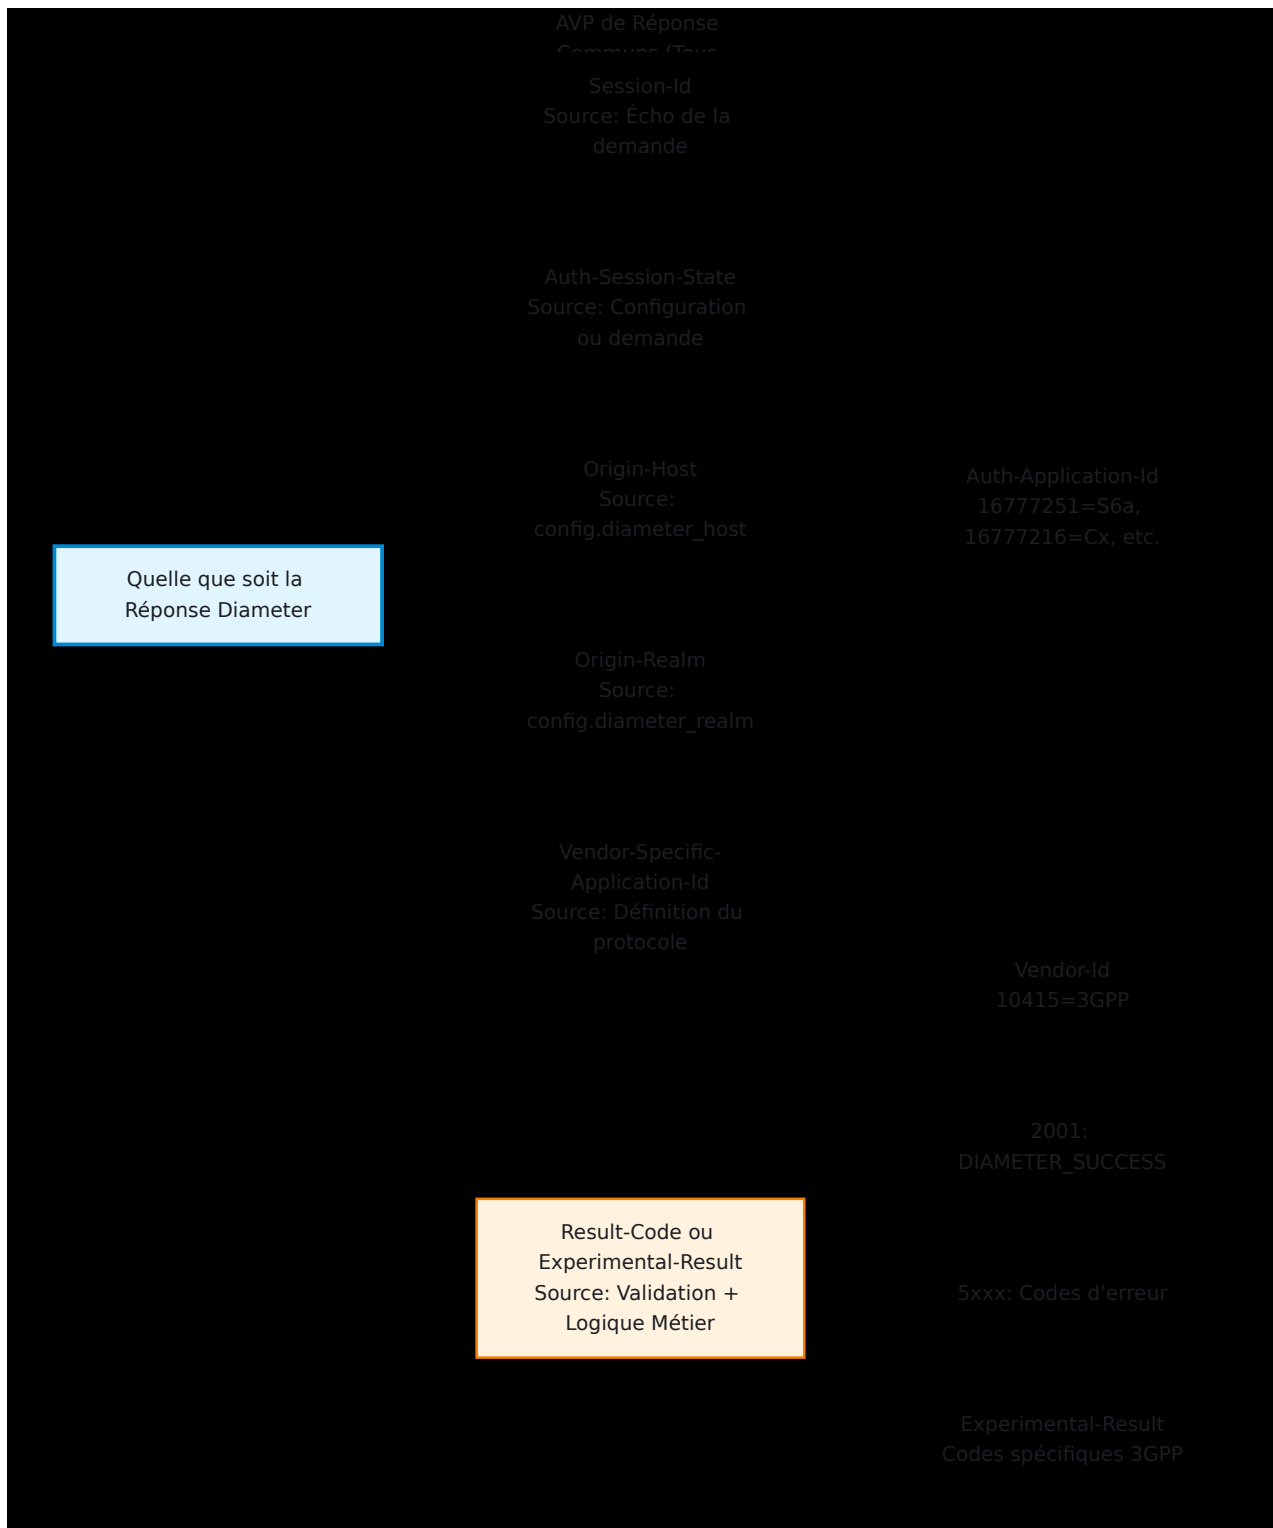 AVP de Réponse
Communs (Tous
Session-Id
Source: Écho de la
demande
Auth-Session-State
Source: Configuration
ou demande
Origin-Host
Source:
config.diameter_host
Auth-Application-Id
16777251=S6a,
16777216=Cx, etc.
Quelle que soit la
Réponse Diameter
Origin-Realm
Source:
config.diameter_realm
Vendor-Specific-
Application-Id
Source: Définition du
protocole
Vendor-Id
10415=3GPP
2001:
DIAMETER_SUCCESS
Result-Code ou
Experimental-Result
Source: Validation +
Logique Métier
5xxx: Codes d'erreur
Experimental-Result
Codes spécifiques 3GPP